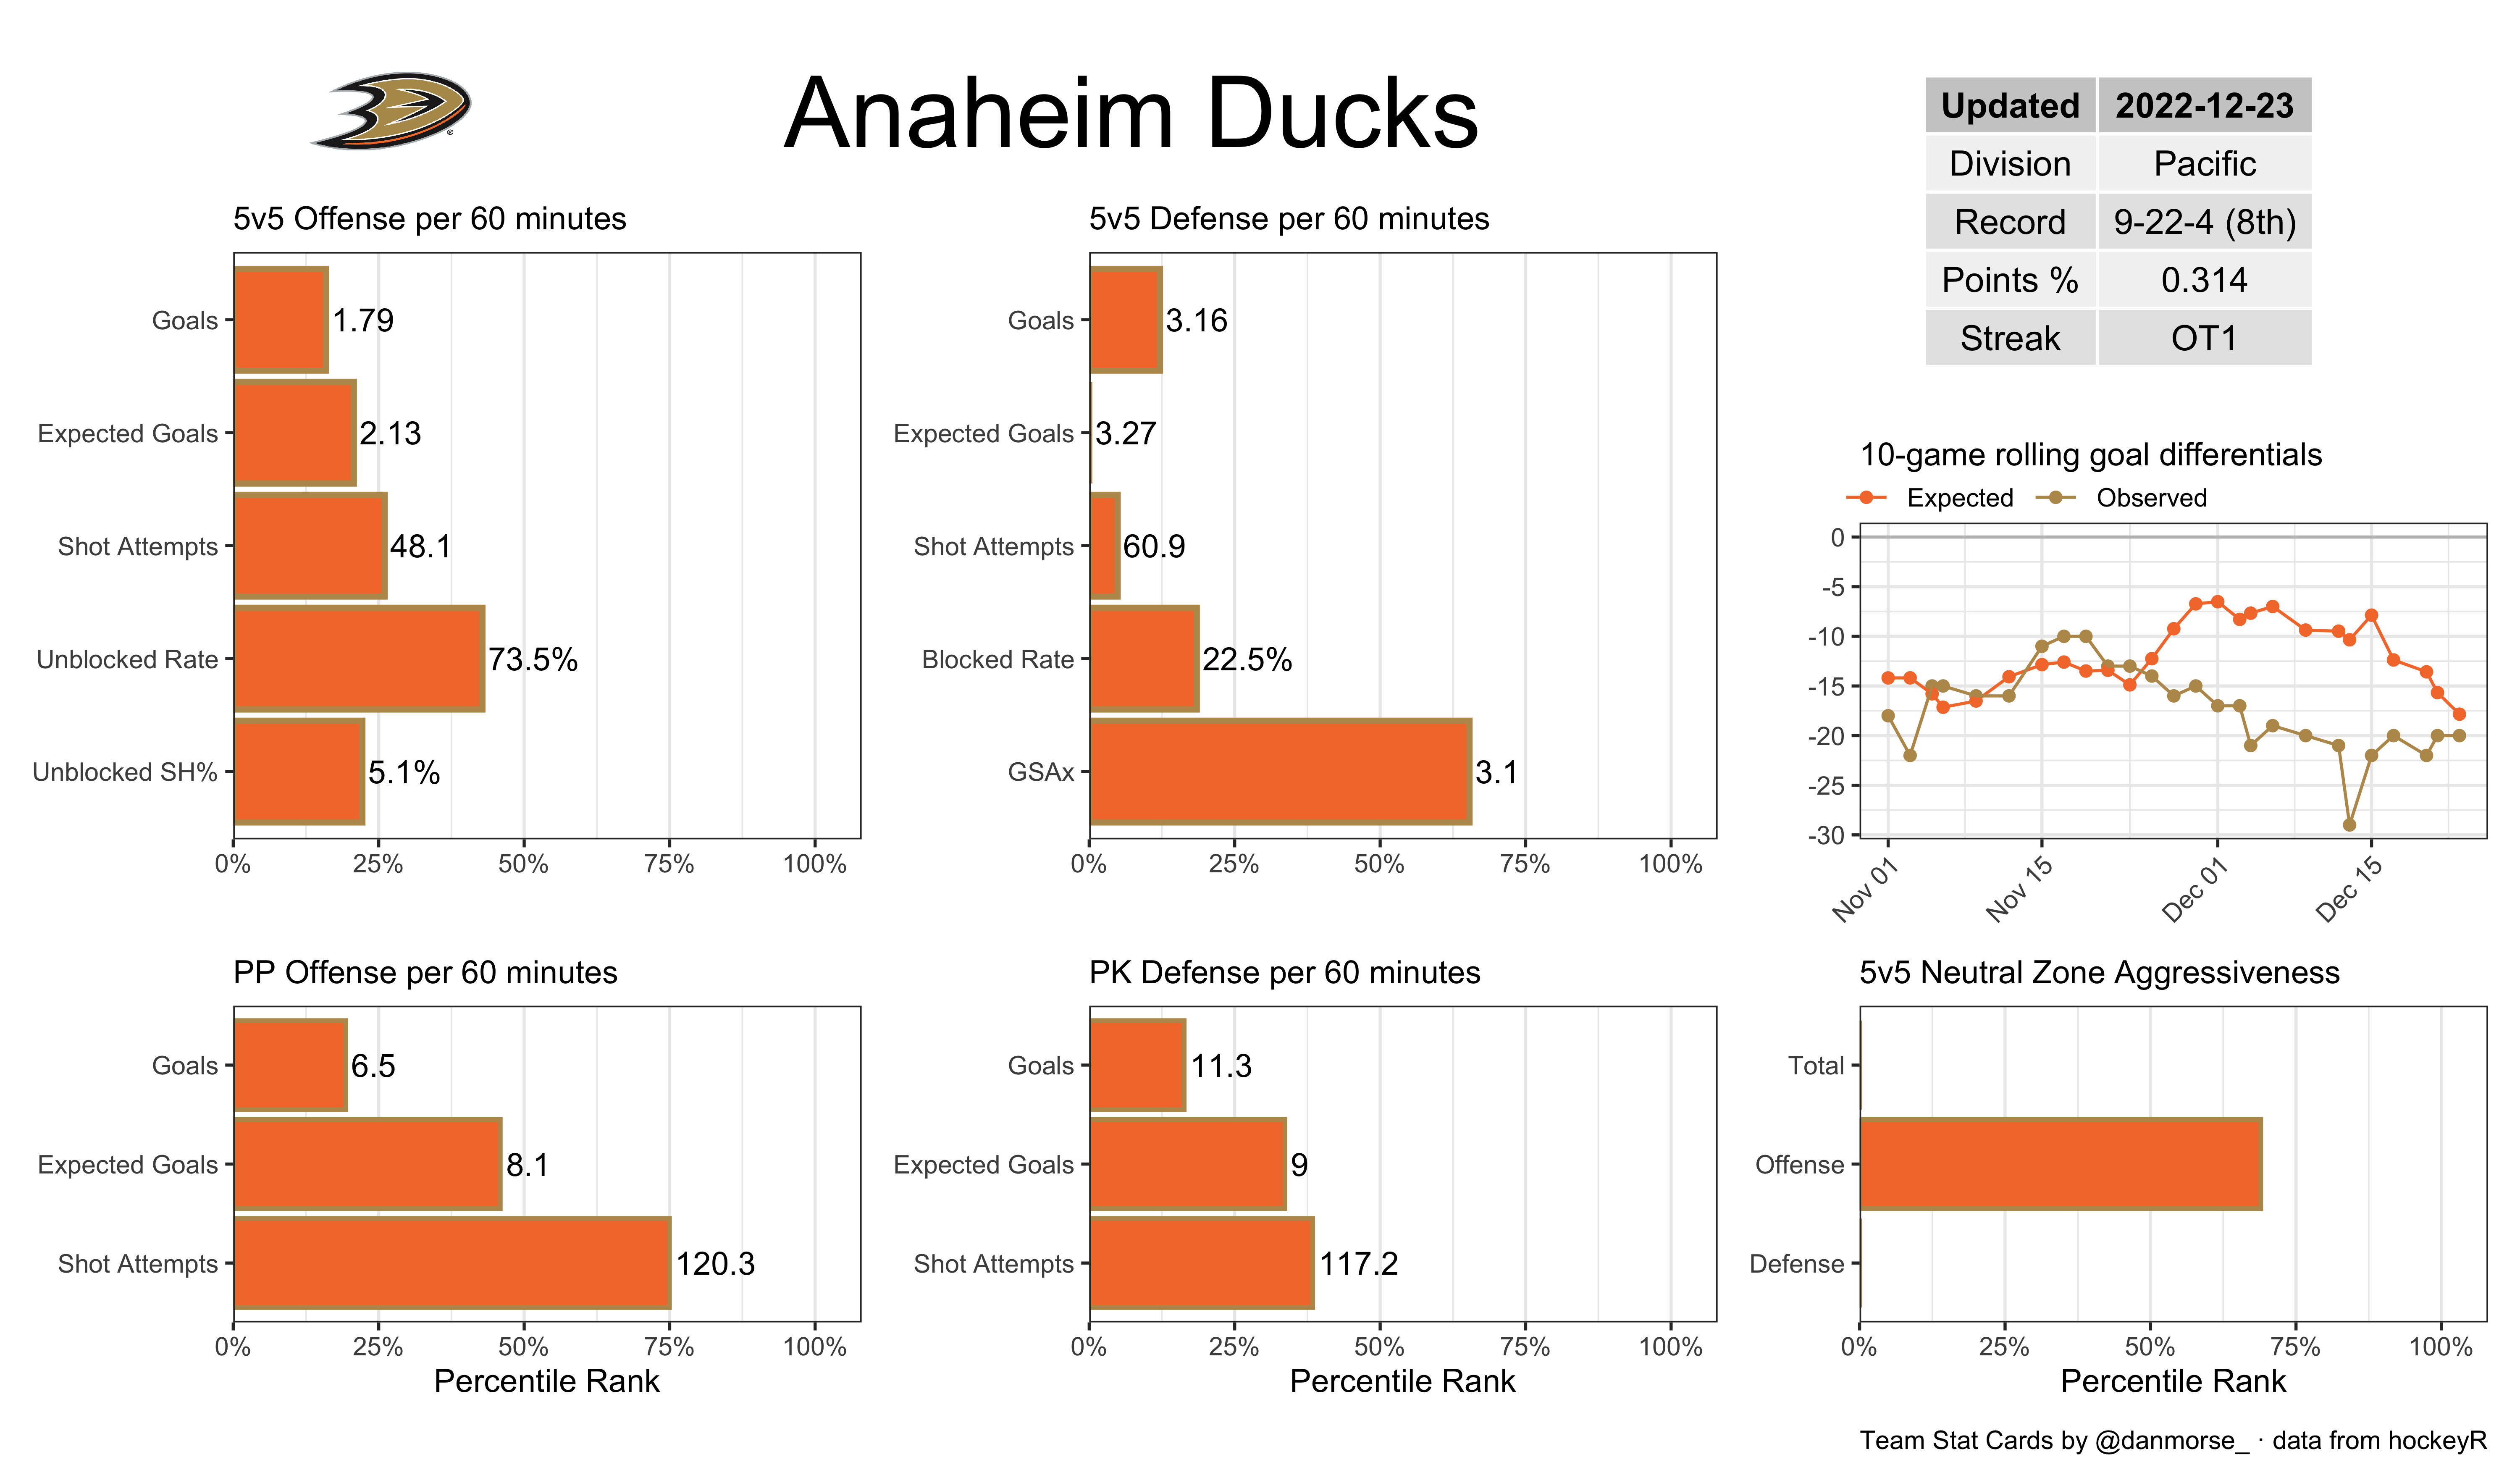 Anaheim Ducks
Updated 2022-12-23
Division Pacific
Record 9-22-4 (8th)
Points % 0.314
Streak OT1
5v5 Offense per 60 minutes
Goals 1.79
Expected Goals 2.13
Shot Attempts 48.1
Unblocked Rate 73.5%
Unblocked SH% 5.1%
0% 25% 50% 75% 100%
5v5 Defense per 60 minutes
Goals 3.16
Expected Goals 3.27
Shot Attempts 60.9
Blocked Rate 22.5%
GSAx 3.1
0% 25% 50% 75% 100%
10-game rolling goal differentials
Expected Observed
0
-5
-10
-15
-20
-25
-30
Nov 01 Nov 15 Dec 01 Dec 15
PP Offense per 60 minutes
Goals 6.5
Expected Goals 8.1
Shot Attempts 120.3
0% 25% 50% 75% 100%
Percentile Rank
PK Defense per 60 minutes
Goals 11.3
Expected Goals 9
Shot Attempts 117.2
0% 25% 50% 75% 100%
Percentile Rank
5v5 Neutral Zone Aggressiveness
Total
Offense
Defense
0% 25% 50% 75% 100%
Percentile Rank
Team Stat Cards by @danmorse_ · data from hockeyR